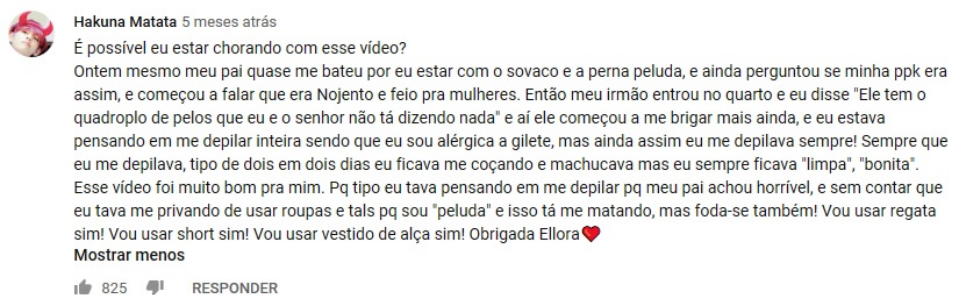 Hakuna Matata 5 meses atrás
É possível eu estar chorando com esse vídeo?
Ontem mesmo meu pai quase me bateu por eu estar com o sovaco e a perna peluda, e ainda perguntou se minha ppk era
assim, e começou a falar que era Nojento e feio pra mulheres. Então meu irmão entrou no quarto e eu disse "Ele tem o
quadroplo de pelos que eu e o senhor não tá dizendo nada" e aí ele começou a me brigar mais ainda, e eu estava
pensando em me depilar inteira sendo que eu sou alérgica a gilete, mas ainda assim eu me depilava sempre! Sempre que
eu me depilava, tipo de dois em dois dias eu ficava me coçando e machucava mas eu sempre ficava "limpa", "bonita".
Esse vídeo foi muito bom pra mim. Pq tipo eu tava pensando em me depilar pq meu pai achou horrível, e sem contar que
eu tava me privando de usar roupas e tals pq sou "peluda" e isso tá me matando, mas foda-se também! Vou usar regata
sim! Vou usar short sim! Vou usar vestido de alça sim! Obrigada Ellora❤
Mostrar menos
825 RESPONDER